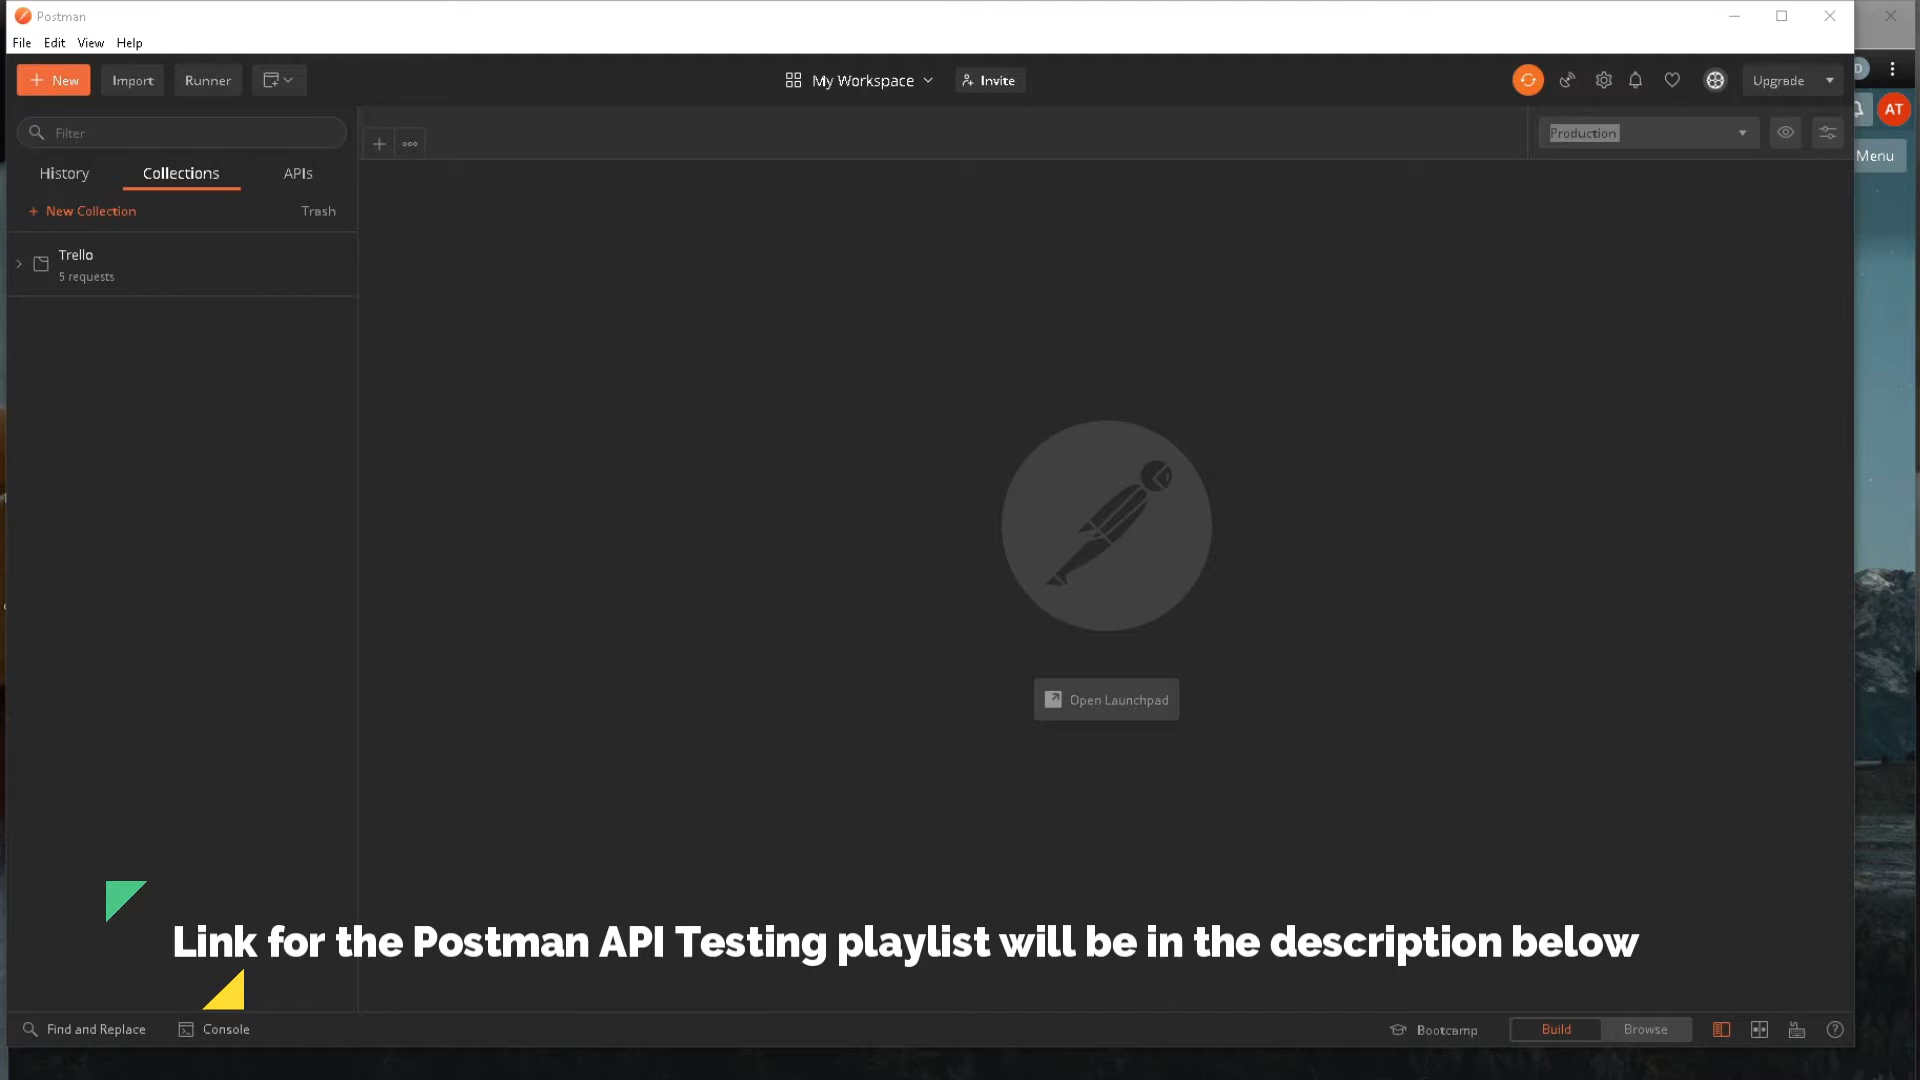 Postman
File Edit View Help
New Import Runner My Workspace Invite Upgrade
AT
Filter Production
Menu
History Collections APIs
+ New Collection Trash
Trello
5 requests
Open Launchpad
Link for the Postman API Testing playlist will be in the description below
Find and Replace Console Bootcamp Build Browse